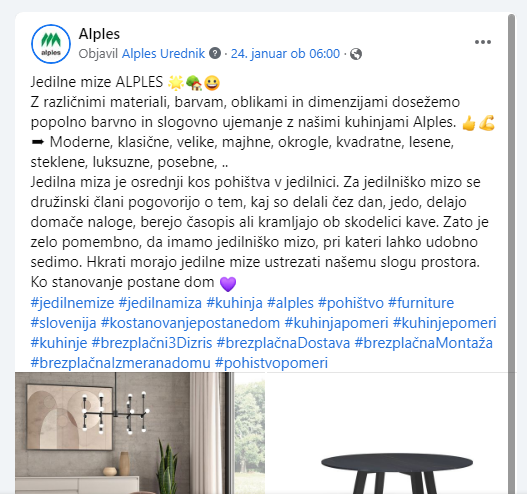 alples
Alples
Objavil Alples Urednik · 24. januar ob 06:00 ·
Jedilne mize ALPLES 🌟🏡😀
Z različnimi materiali, barvam, oblikami in dimenzijami dosežemo
popolno barvno in slogovno ujemanje z našimi kuhinjami Alples. 👍💪
➡ Moderne, klasične, velike, majhne, okrogle, kvadratne, lesene,
steklene, luksuzne, posebne, ..
Jedilna miza je osrednji kos pohištva v jedilnici. Za jedilniško mizo se
družinski člani pogovorijo o tem, kaj so delali čez dan, jedo, delajo
domače naloge, berejo časopis ali kramljajo ob skodelici kave. Zato je
zelo pomembno, da imamo jedilniško mizo, pri kateri lahko udobno
sedimo. Hkrati morajo jedilne mize ustrezati našemu slogu prostora.
Ko stanovanje postane dom 💜
#jedilnemize #jedilnamiza #kuhinja #alples #pohištvo #furniture
#slovenija #kostanovanjepostanedom #kuhinjapomeri #kuhinjepomeri
#kuhinje #brezplačni3Dizris #brezplačnaDostava #brezplačnaMontaža
#brezplačnaIzmeranadomu #pohistvopomeri